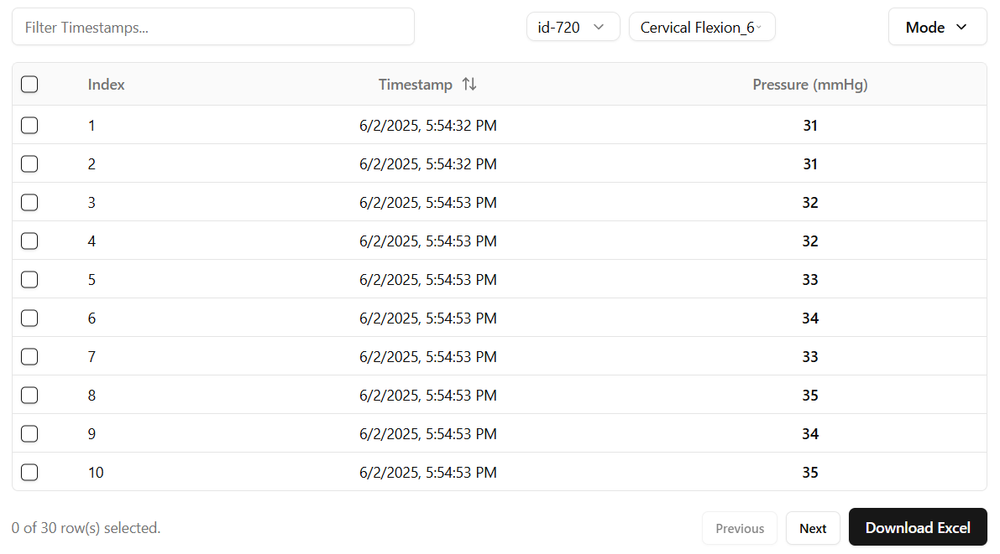 Filter Timestamps... id-720 Cervical Flexion_6 Mode
Index Timestamp Pressure (mmHg)
1 6/2/2025, 5:54:32 PM 31
2 6/2/2025, 5:54:32 PM 31
3 6/2/2025, 5:54:53 PM 32
4 6/2/2025, 5:54:53 PM 32
5 6/2/2025, 5:54:53 PM 33
6 6/2/2025, 5:54:53 PM 34
7 6/2/2025, 5:54:53 PM 33
8 6/2/2025, 5:54:53 PM 35
9 6/2/2025, 5:54:53 PM 34
10 6/2/2025, 5:54:53 PM 35
0 of 30 row(s) selected. Previous Next Download Excel